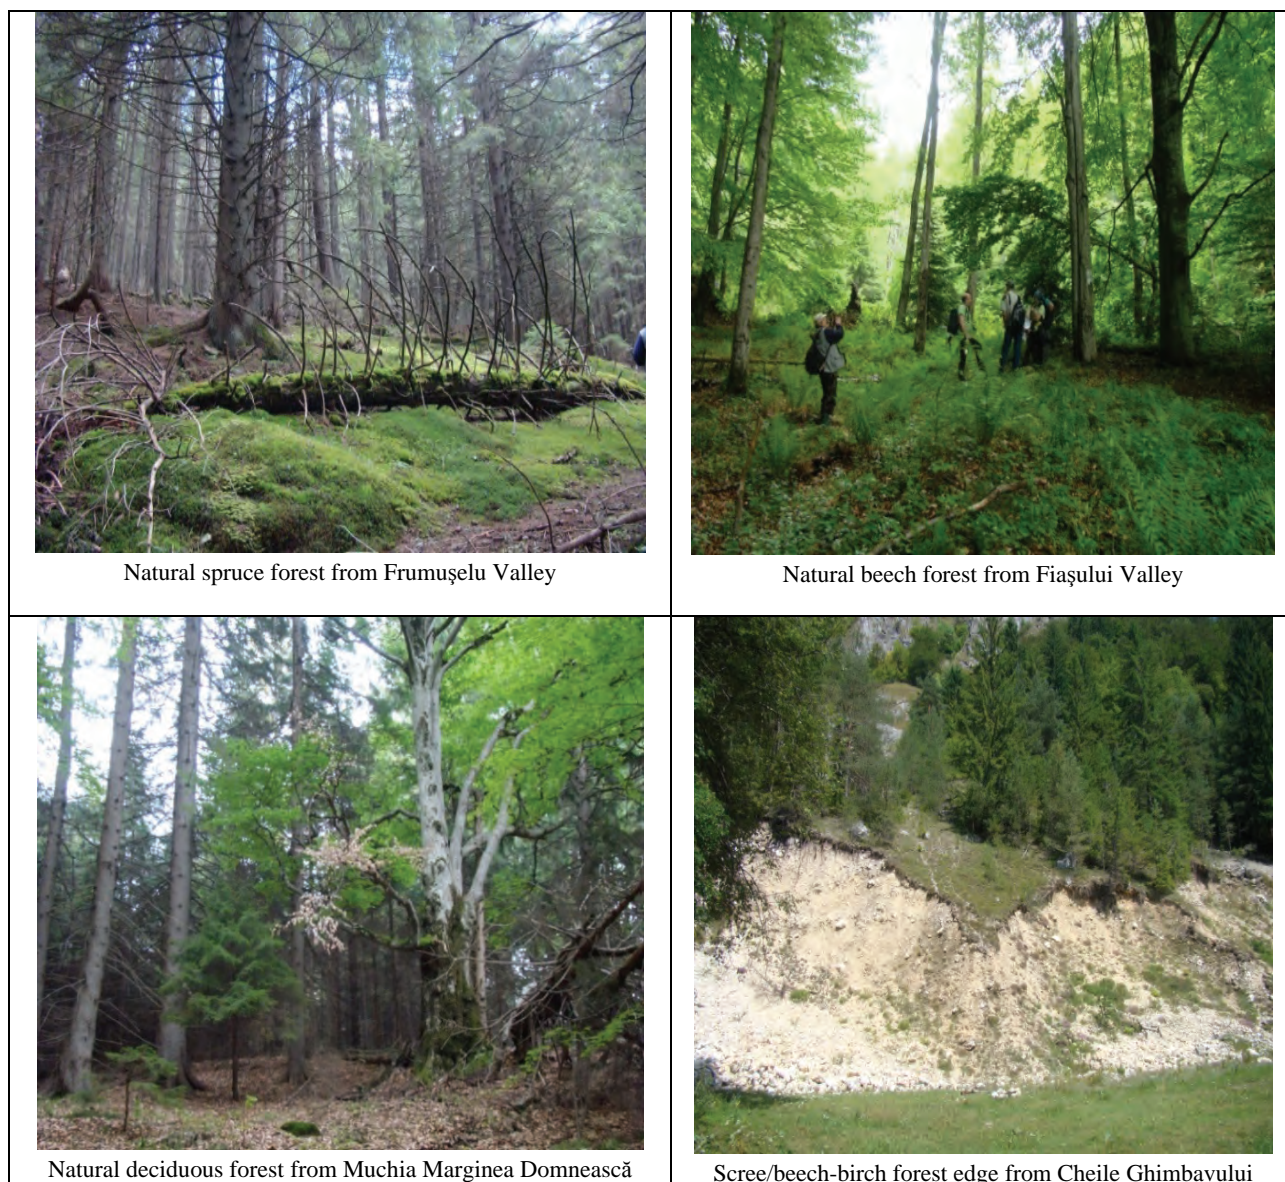 Natural spruce forest from Frumuşelu Valley
Natural beech forest from Fiaşului Valley
Natural deciduous forest from Muchia Marginea Domnească
Scree/beech-birch forest edge from Cheile Ghimbavului